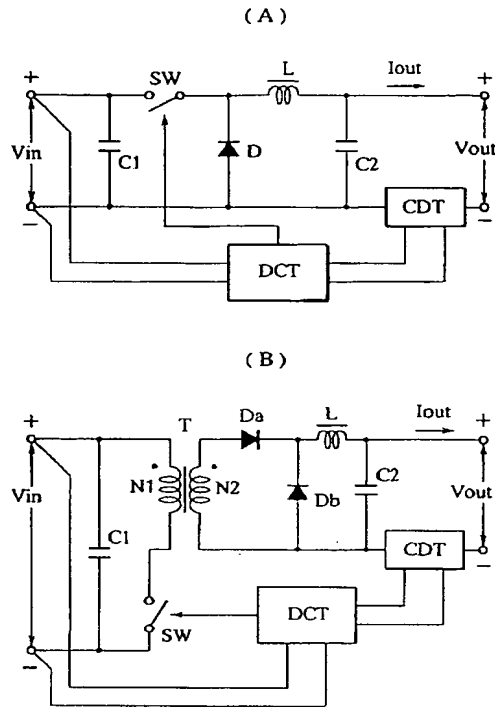 (A)
+ SW L Iout +
Vin C1 D C2 Vout
− CDT −
DCT
(B)
+ T Da L Iout +
Vin N1 N2 Db C2 Vout
C1 CDT −
SW DCT
−